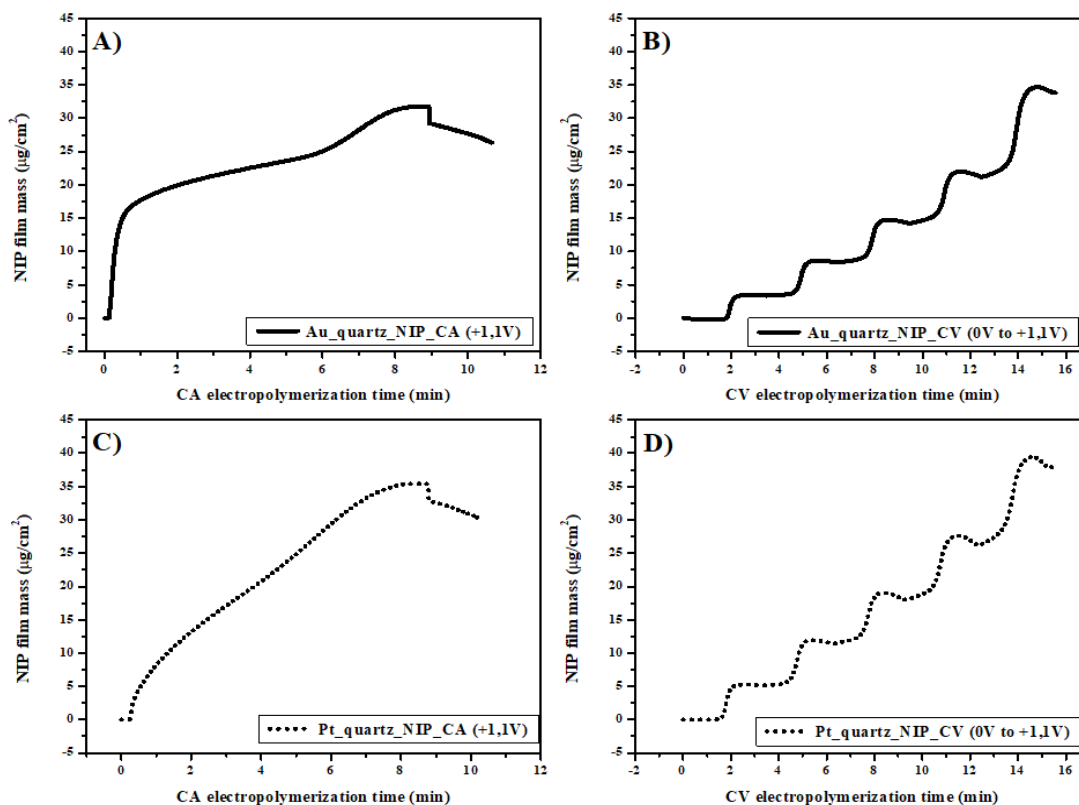 A)
NIP film mass (μg/cm²)
45
40
35
30
25
20
15
10
5
0
-5
Au_quartz_NIP_CA (+1,1V)
0 2 4 6 8 10 12
CA electropolymerization time (min)
B)
NIP film mass (μg/cm²)
45
40
35
30
25
20
15
10
5
0
-5
Au_quartz_NIP_CV (0V to +1,1V)
-2 0 2 4 6 8 10 12 14 16
CV electropolymerization time (min)
C)
NIP film mass (μg/cm²)
45
40
35
30
25
20
15
10
5
0
-5
Pt_quartz_NIP_CA (+1,1V)
0 2 4 6 8 10 12
CA electropolymerization time (min)
D)
NIP film mass (μg/cm²)
45
40
35
30
25
20
15
10
5
0
-5
Pt_quartz_NIP_CV (0V to +1,1V)
-2 0 2 4 6 8 10 12 14 16
CV electropolymerization time (min)